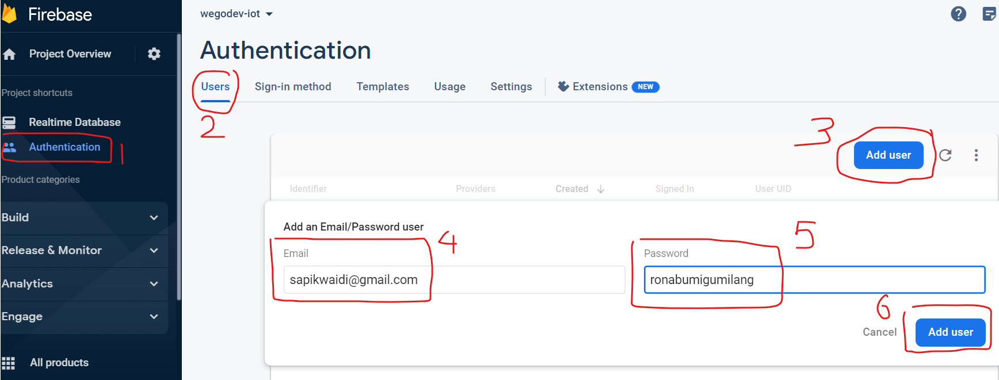 Firebase
Project Overview
Project shortcuts
Realtime Database
Authentication
1
Product categories
Build
Release & Monitor
Analytics
Engage
All products
wegodev-iot
Authentication
Users Sign-in method Templates Usage Settings Extensions NEW
2
3
Add user
Identifier Providers Created Signed In User UID
Add an Email/Password user
4
5
Email Password
sapikwaidi@gmail.com ronabumigumilang
6
Cancel Add user